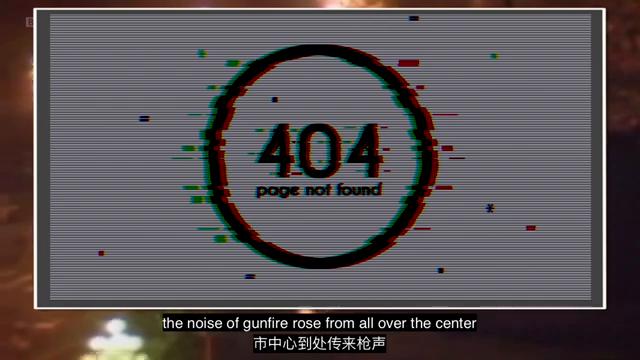 404
page not found
the noise of gunfire rose from all over the center
市中心到处传来枪声